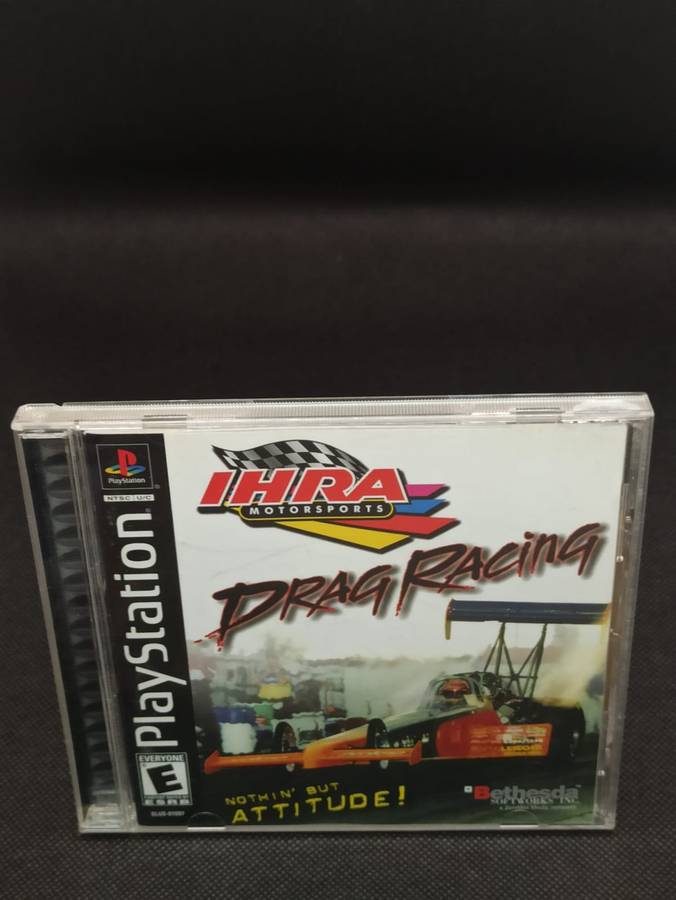 PlayStation
NTSC U/C
PlayStation
EVERYONE
E
ESRB
IHRA
MOTORSPORTS
DRAG RACING
NOTHIN' BUT
ATTITUDE!
Bethesda
SOFTWORKS INC.